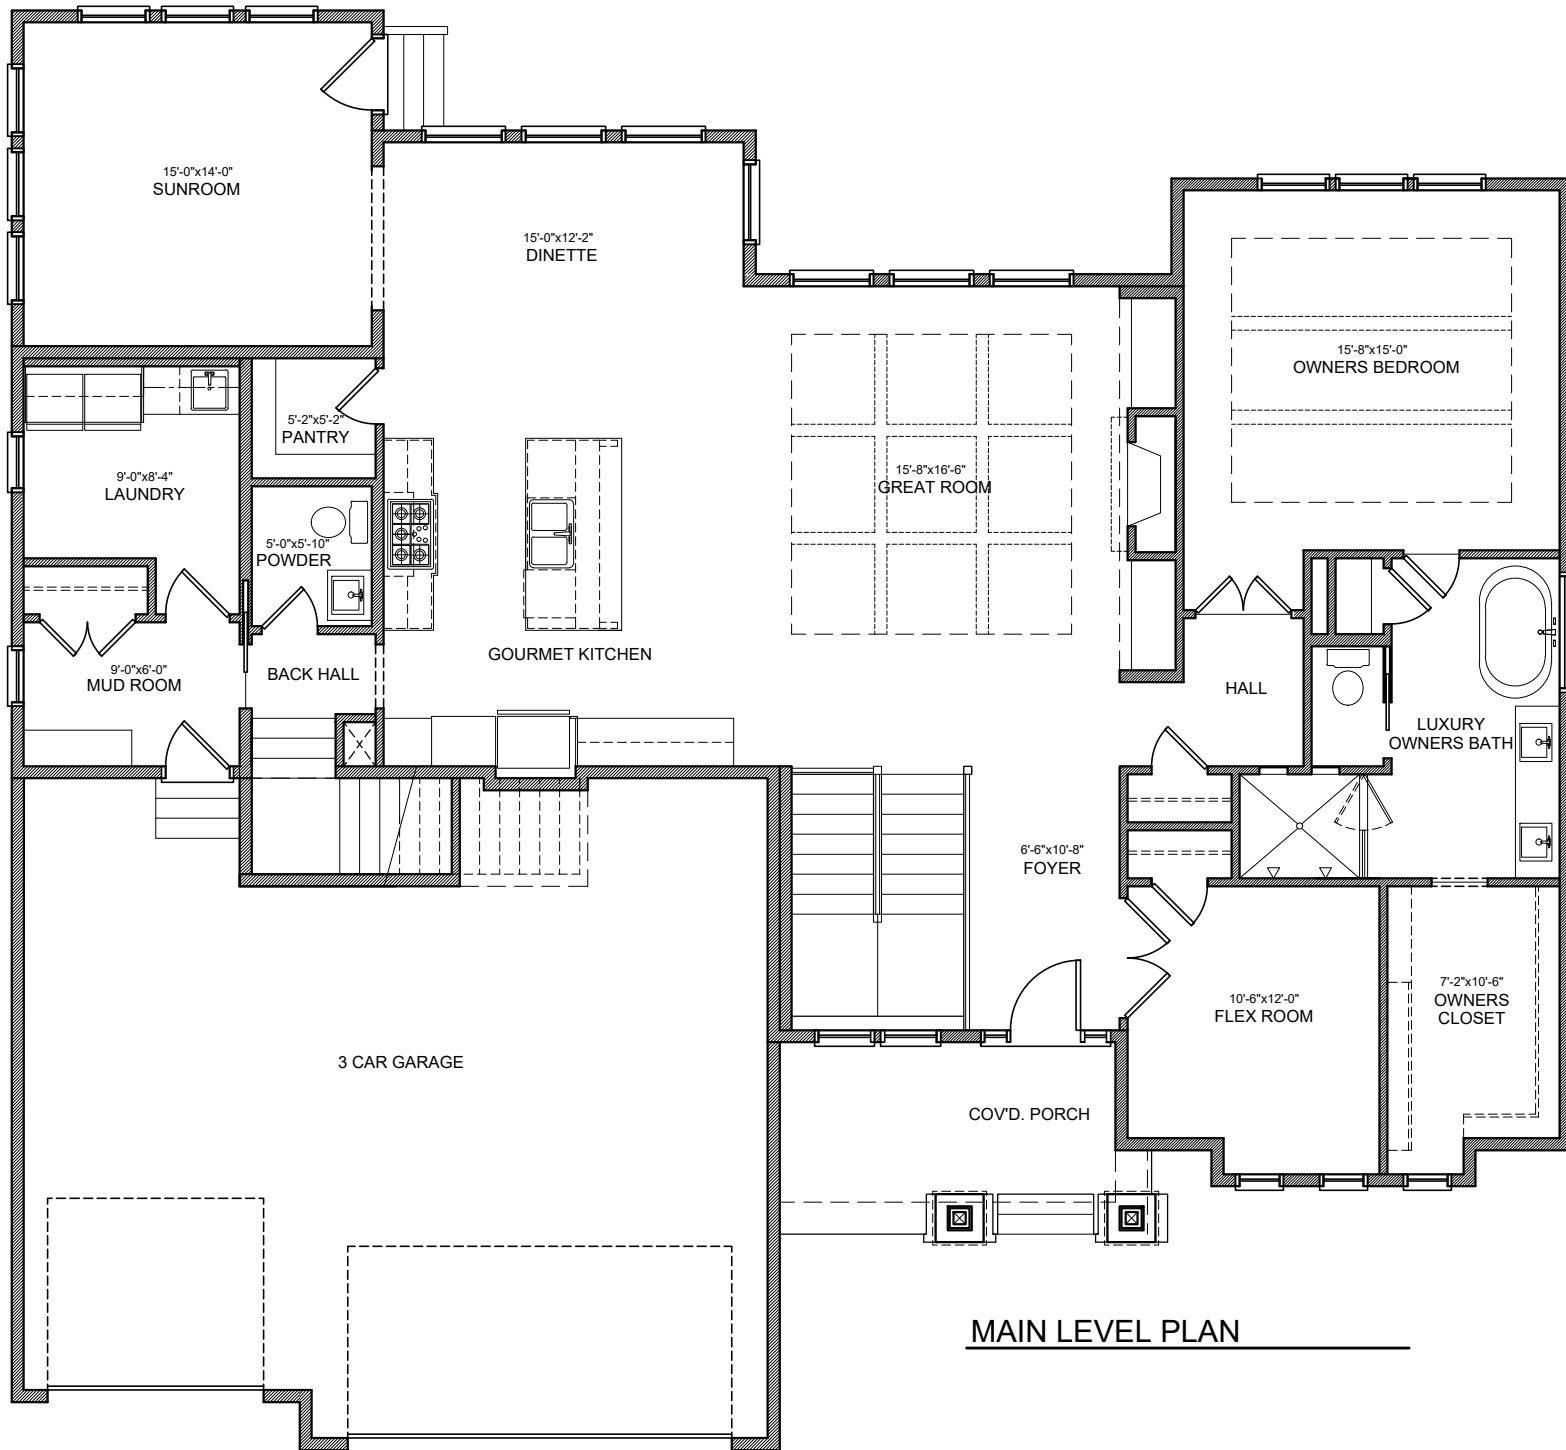 15'-0"x14'-0"
SUNROOM
15'-0"x12'-2"
DINETTE
15'-8"x15'-0"
OWNERS BEDROOM
5'-2"x5'-2"
PANTRY
9'-0"x8'-4"
LAUNDRY
15'-8"x16'-6"
GREAT ROOM
5'-0"x5'-10"
POWDER
GOURMET KITCHEN
9'-0"x6'-0"
MUD ROOM
BACK HALL
HALL
LUXURY
OWNERS BATH
6'-6"x10'-8"
FOYER
10'-6"x12'-0"
FLEX ROOM
7'-2"x10'-6"
OWNERS
CLOSET
3 CAR GARAGE
COV'D. PORCH
MAIN LEVEL PLAN